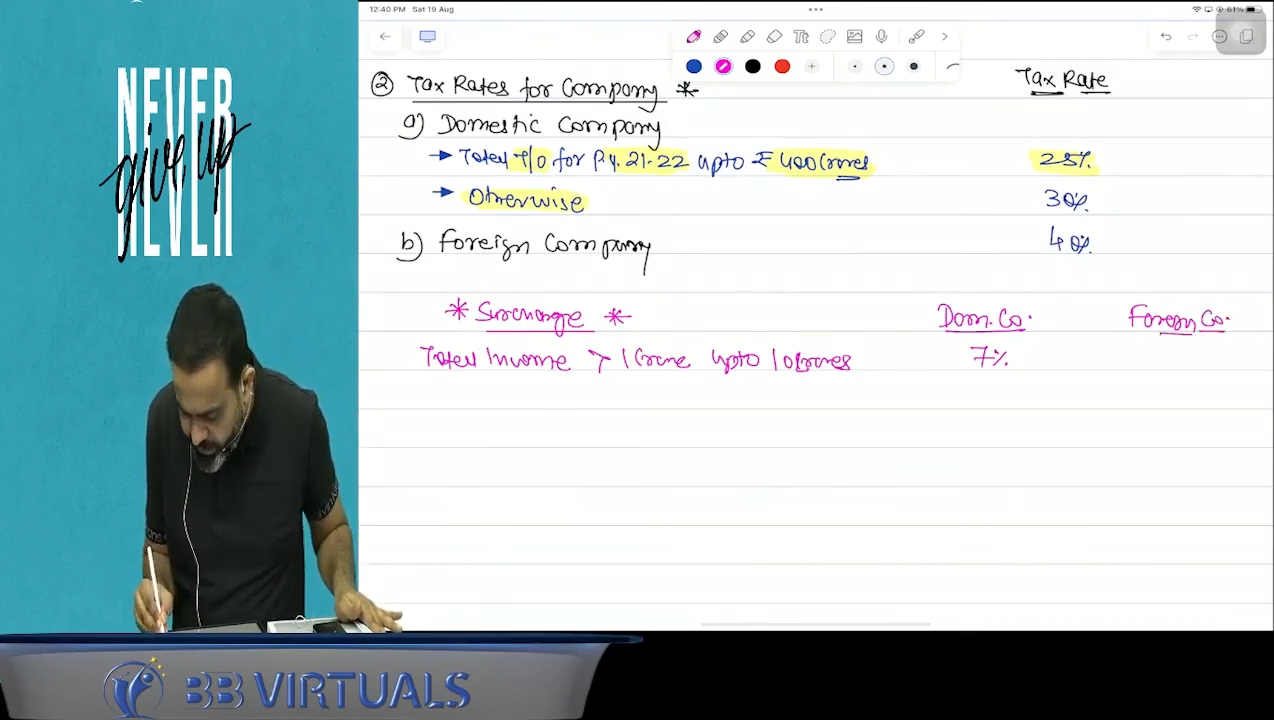 12:40 PM Sat 19 Aug
61%
NEVER
give up
NEVER
② Tax Rates for Company *
Tax Rate
a) Domestic Company
→ Total T/O for P.Y. 21-22 upto ₹ 400 Crores 25%
→ Otherwise 30%
b) Foreign Company 40%
* Surcharge * Dom. Co. Foreign Co.
Total Income > 1 Crore upto 10 Crores 7%
BB VIRTUALS